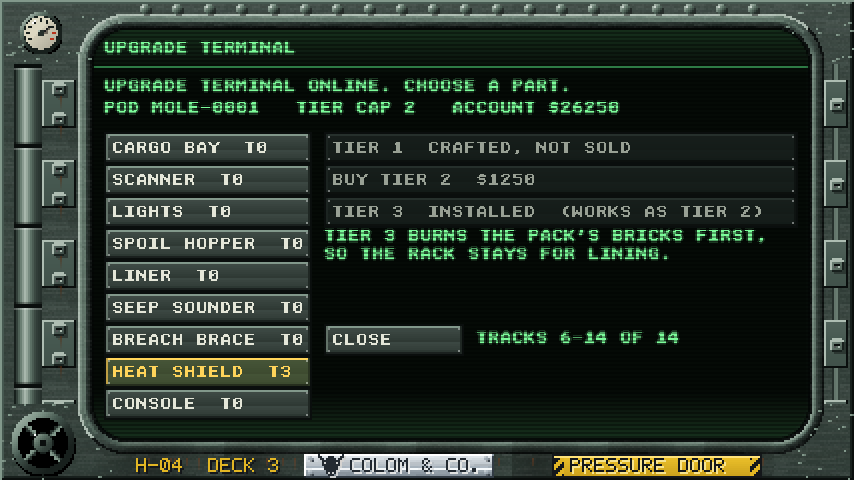 UPGRADE TERMINAL
UPGRADE TERMINAL ONLINE. CHOOSE A PART.
POD MOLE-0001 TIER CAP 2 ACCOUNT $26250
CARGO BAY T0
SCANNER T0
LIGHTS T0
SPOIL HOPPER T0
LINER T0
SEEP SOUNDER T0
BREACH BRACE T0
HEAT SHIELD T3
CONSOLE T0
TIER 1 CRAFTED, NOT SOLD
BUY TIER 2 $1250
TIER 3 INSTALLED (WORKS AS TIER 2)
TIER 3 BURNS THE PACK'S BRICKS FIRST,
SO THE RACK STAYS FOR LINING.
CLOSE
TRACKS 6-14 OF 14
H-04 DECK 3
COLOM & CO.
PRESSURE DOOR